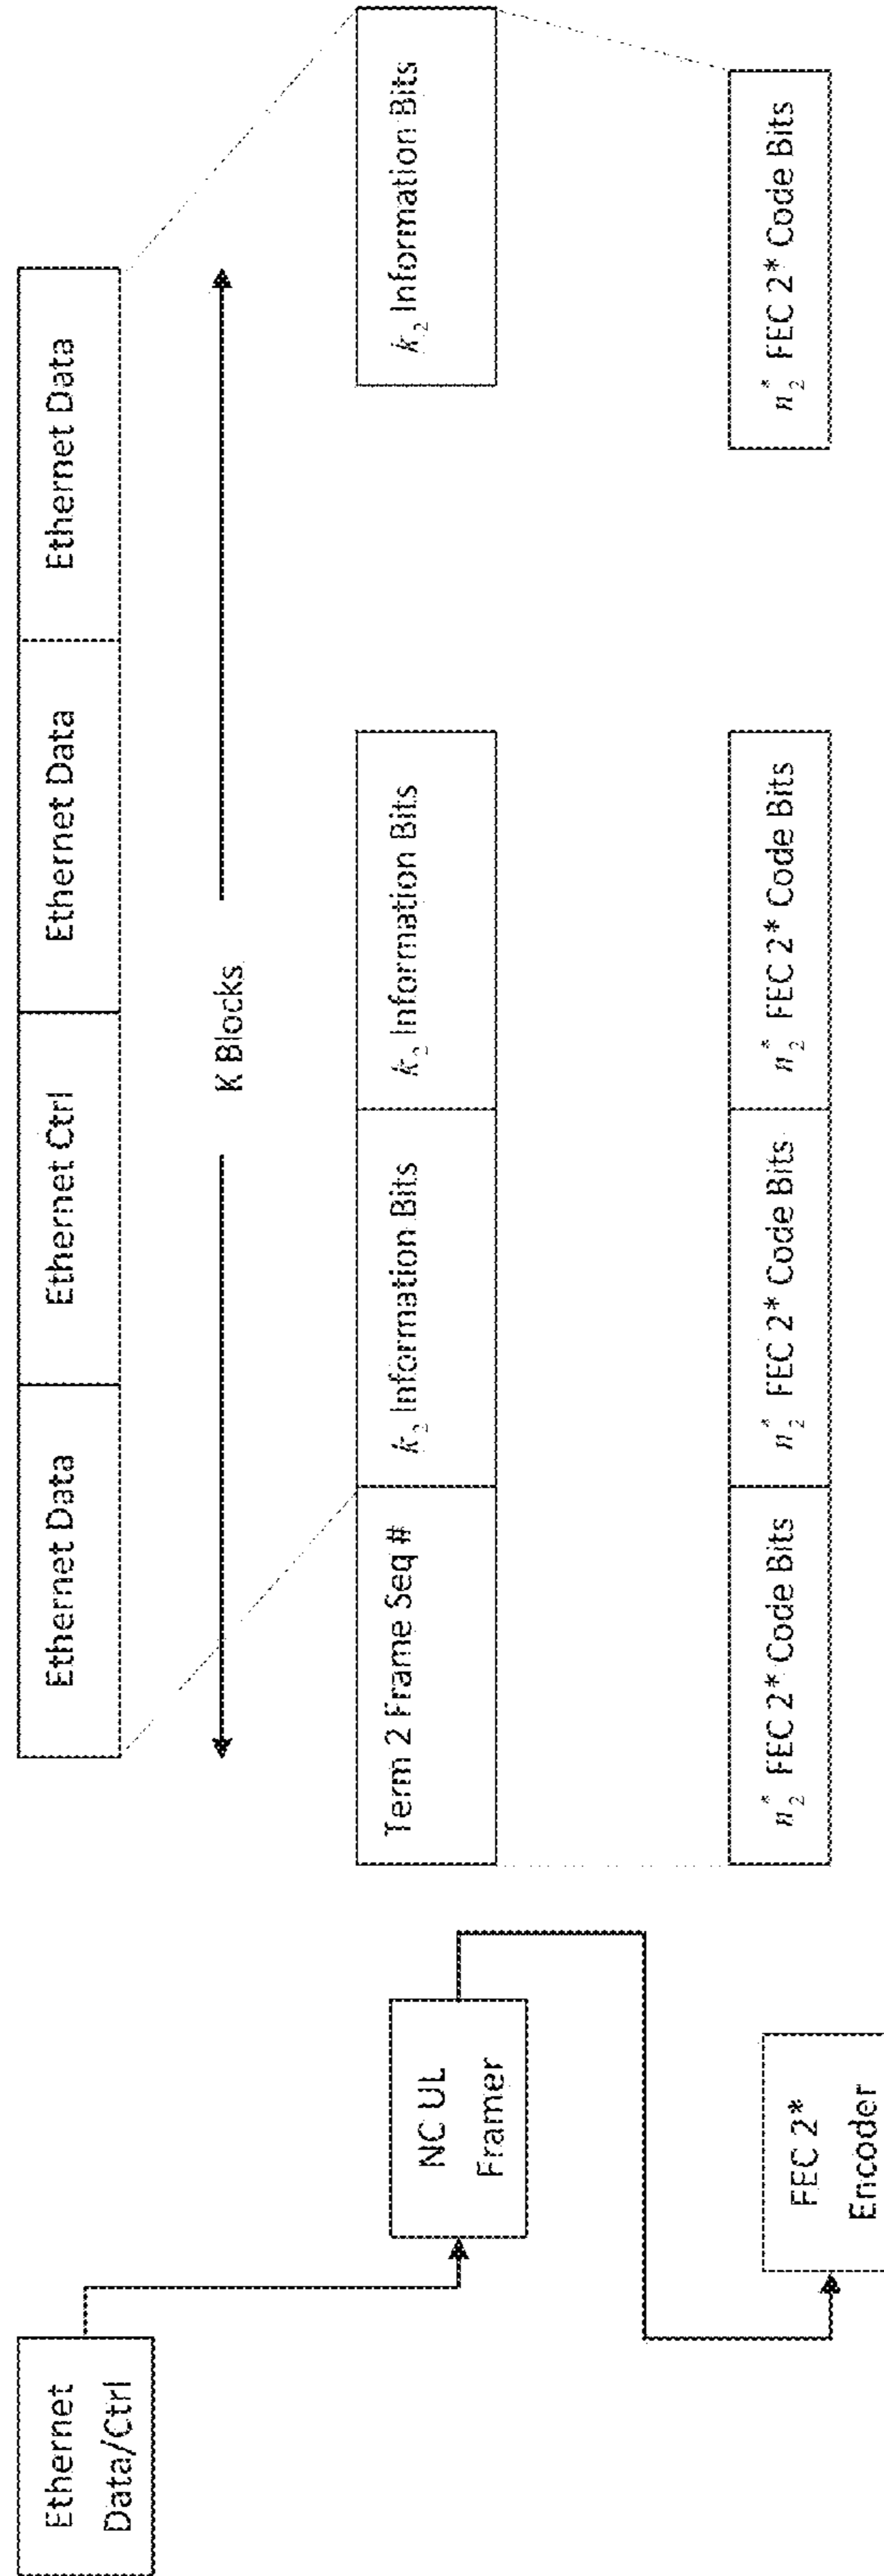 Ethernet
Data/Ctrl
Ethernet Data
Ethernet Ctrl
Ethernet Data
Ethernet Data
K Blocks
NC UL
Framer
Term 2 Frame Seq #
k₂ Information Bits
k₂ Information Bits
k₂ Information Bits
FEC 2*
Encoder
n₂* FEC 2* Code Bits
n₂* FEC 2* Code Bits
n₂* FEC 2* Code Bits
n₂* FEC 2* Code Bits